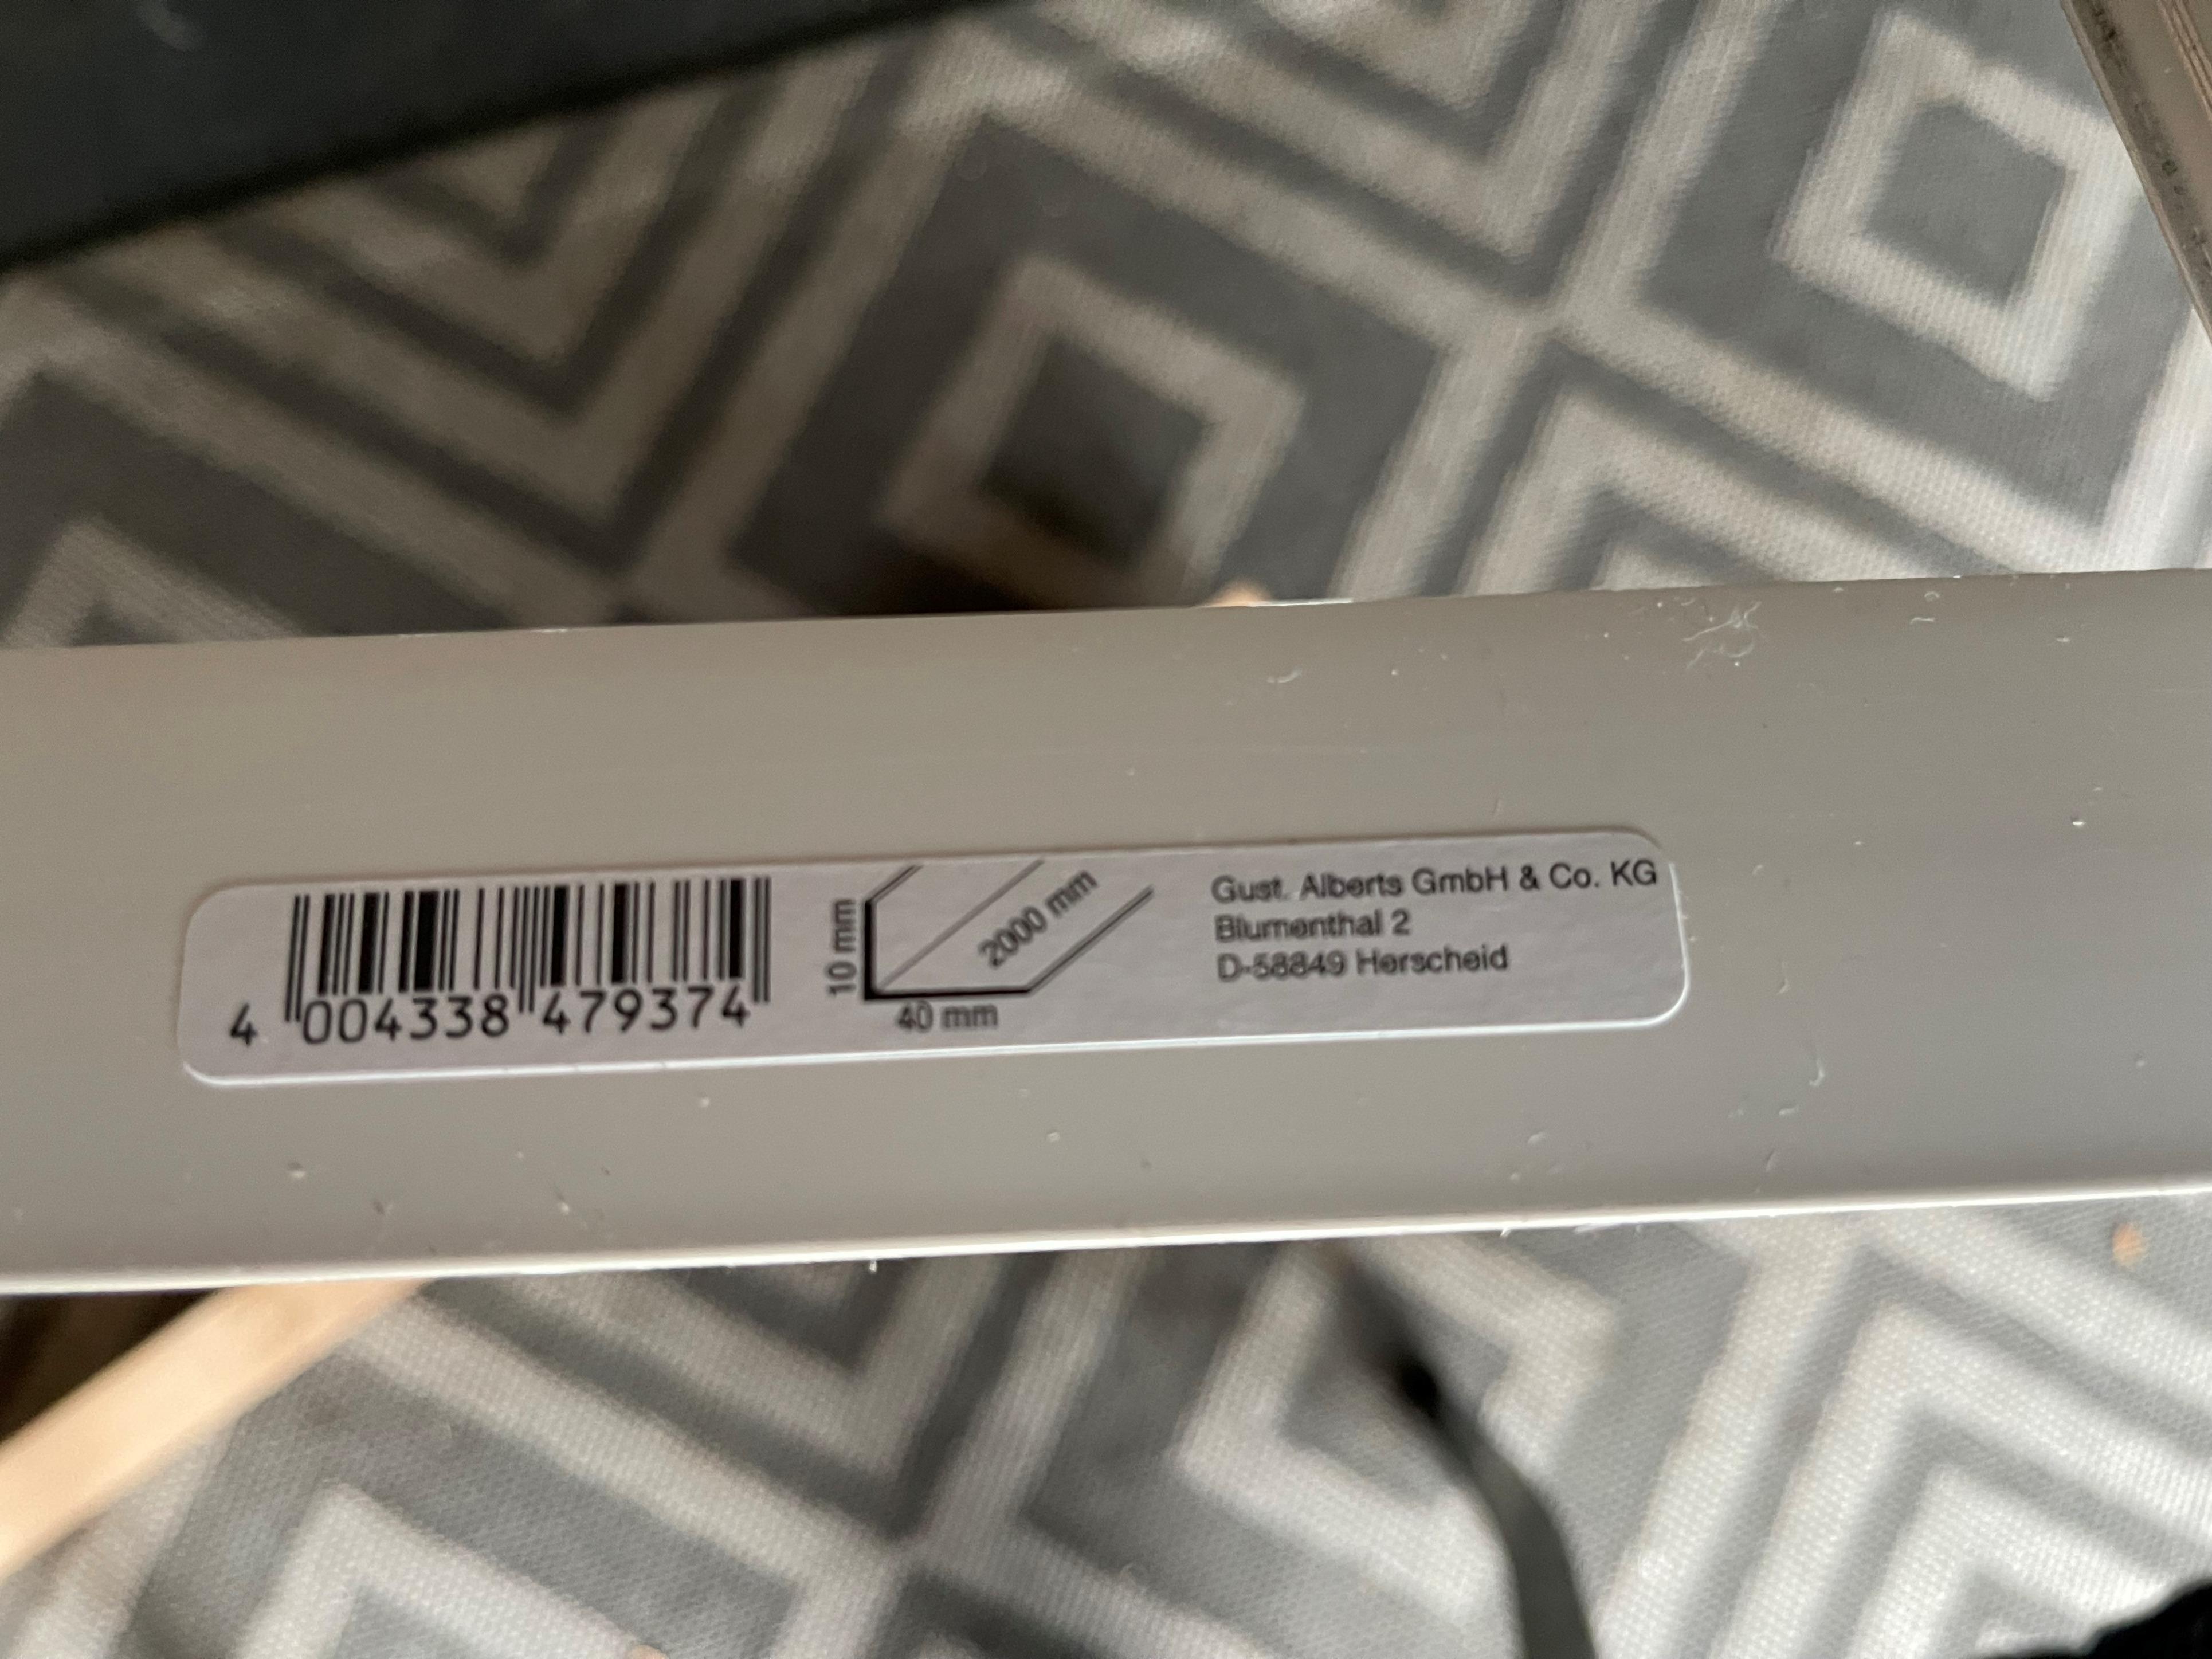 4 004338 479374
10 mm
2000 mm
40 mm
Gust. Alberts GmbH & Co. KG
Blumenthal 2
D-58849 Herscheid